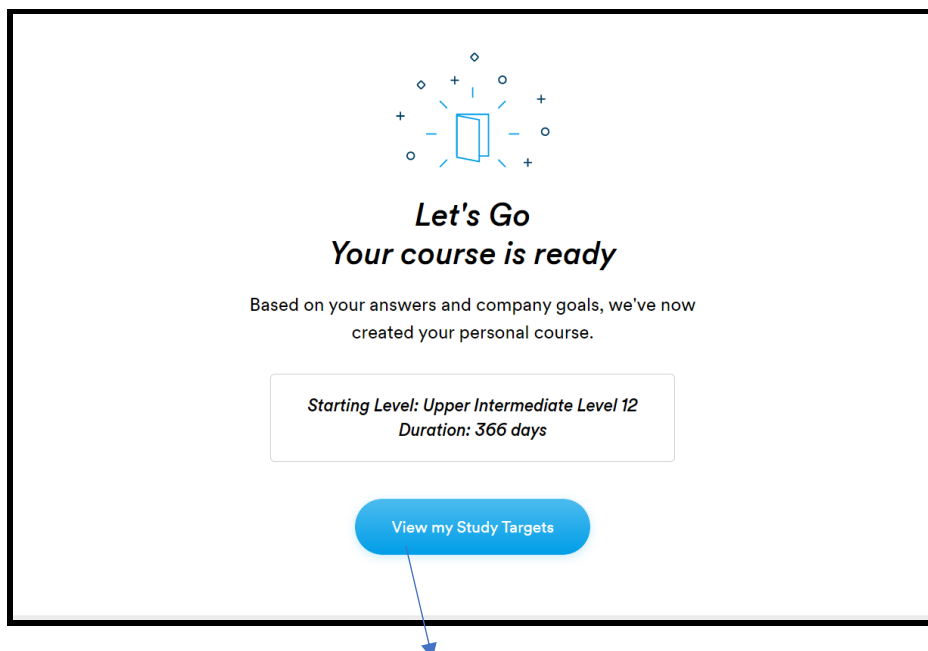 Let's Go
Your course is ready
Based on your answers and company goals, we've now
created your personal course.
Starting Level: Upper Intermediate Level 12
Duration: 366 days
View my Study Targets